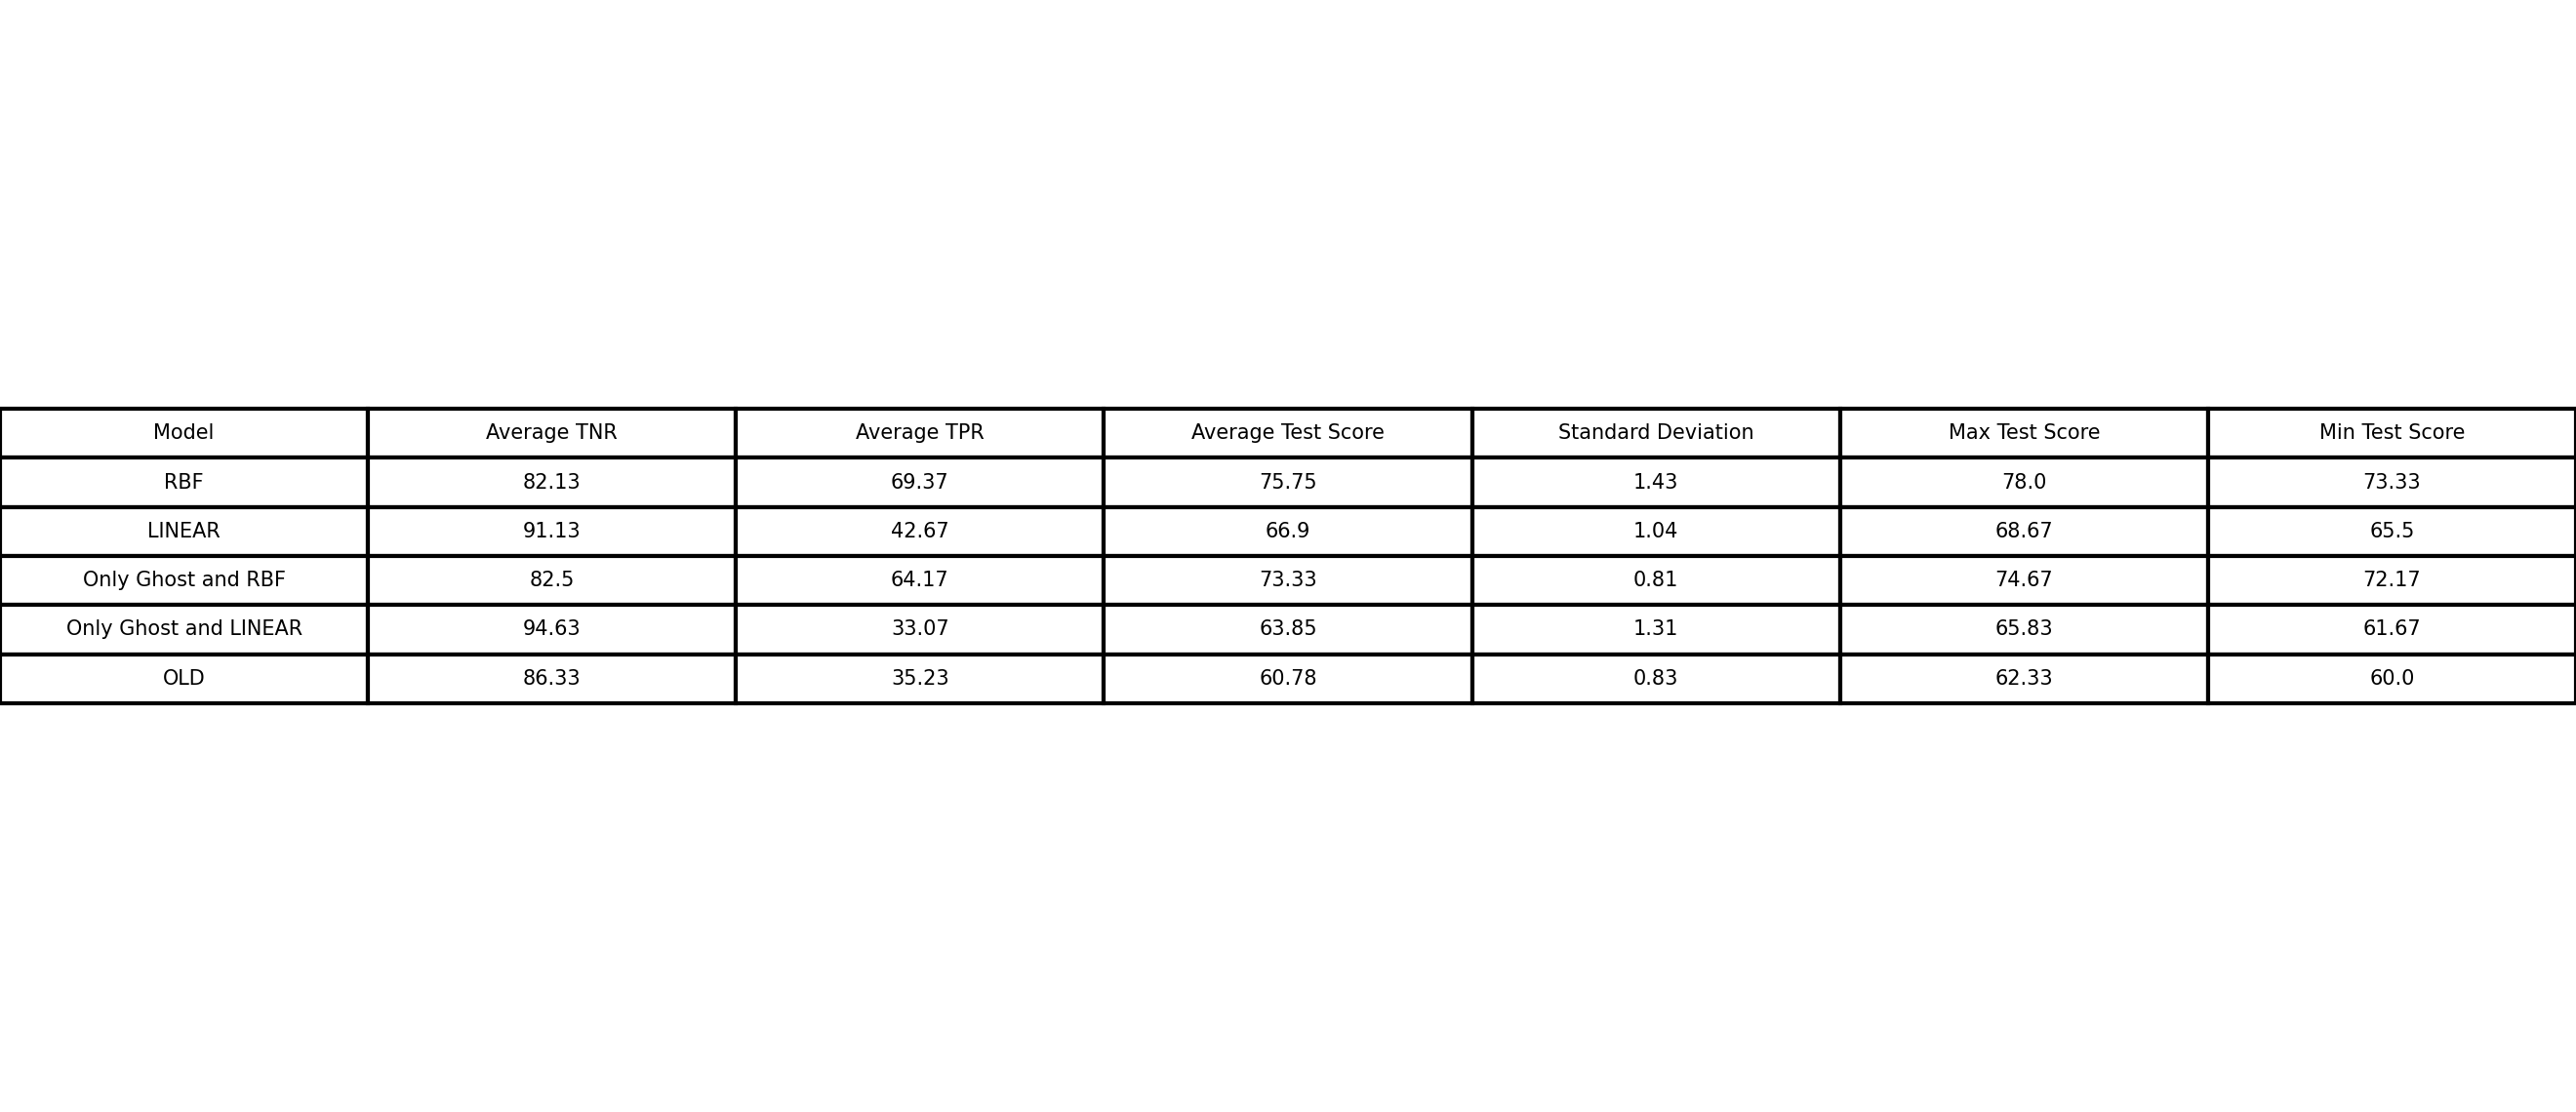 Model Average TNR Average TPR Average Test Score Standard Deviation Max Test Score Min Test Score
RBF 82.13 69.37 75.75 1.43 78.0 73.33
LINEAR 91.13 42.67 66.9 1.04 68.67 65.5
Only Ghost and RBF 82.5 64.17 73.33 0.81 74.67 72.17
Only Ghost and LINEAR 94.63 33.07 63.85 1.31 65.83 61.67
OLD 86.33 35.23 60.78 0.83 62.33 60.0